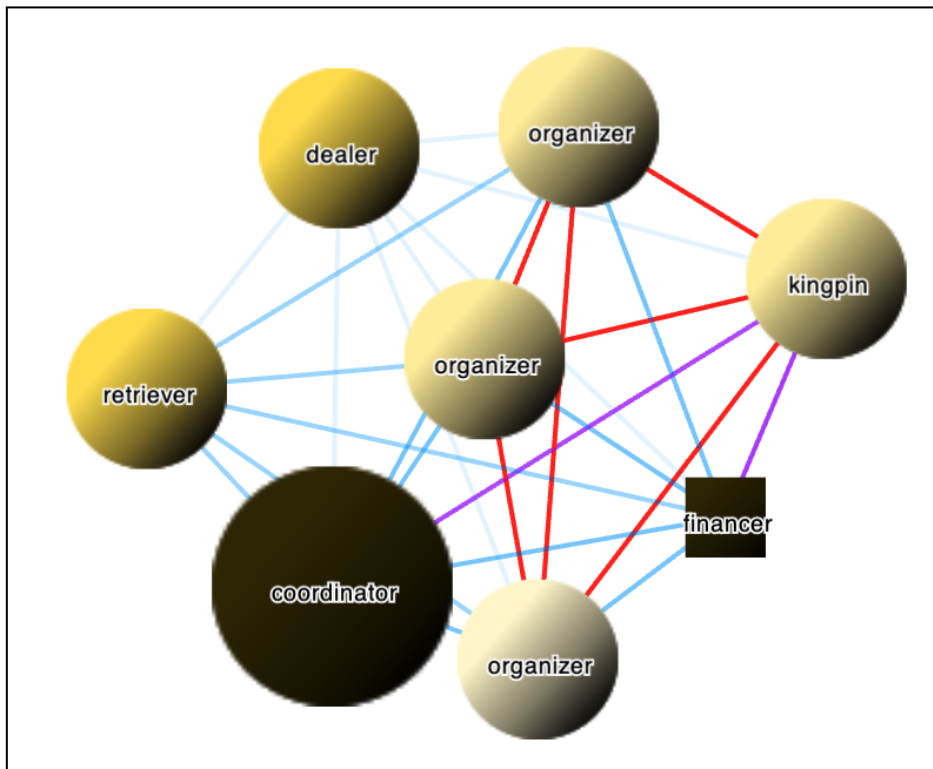 organizer
dealer
kingpin
organizer
retriever
financer
coordinator
organizer